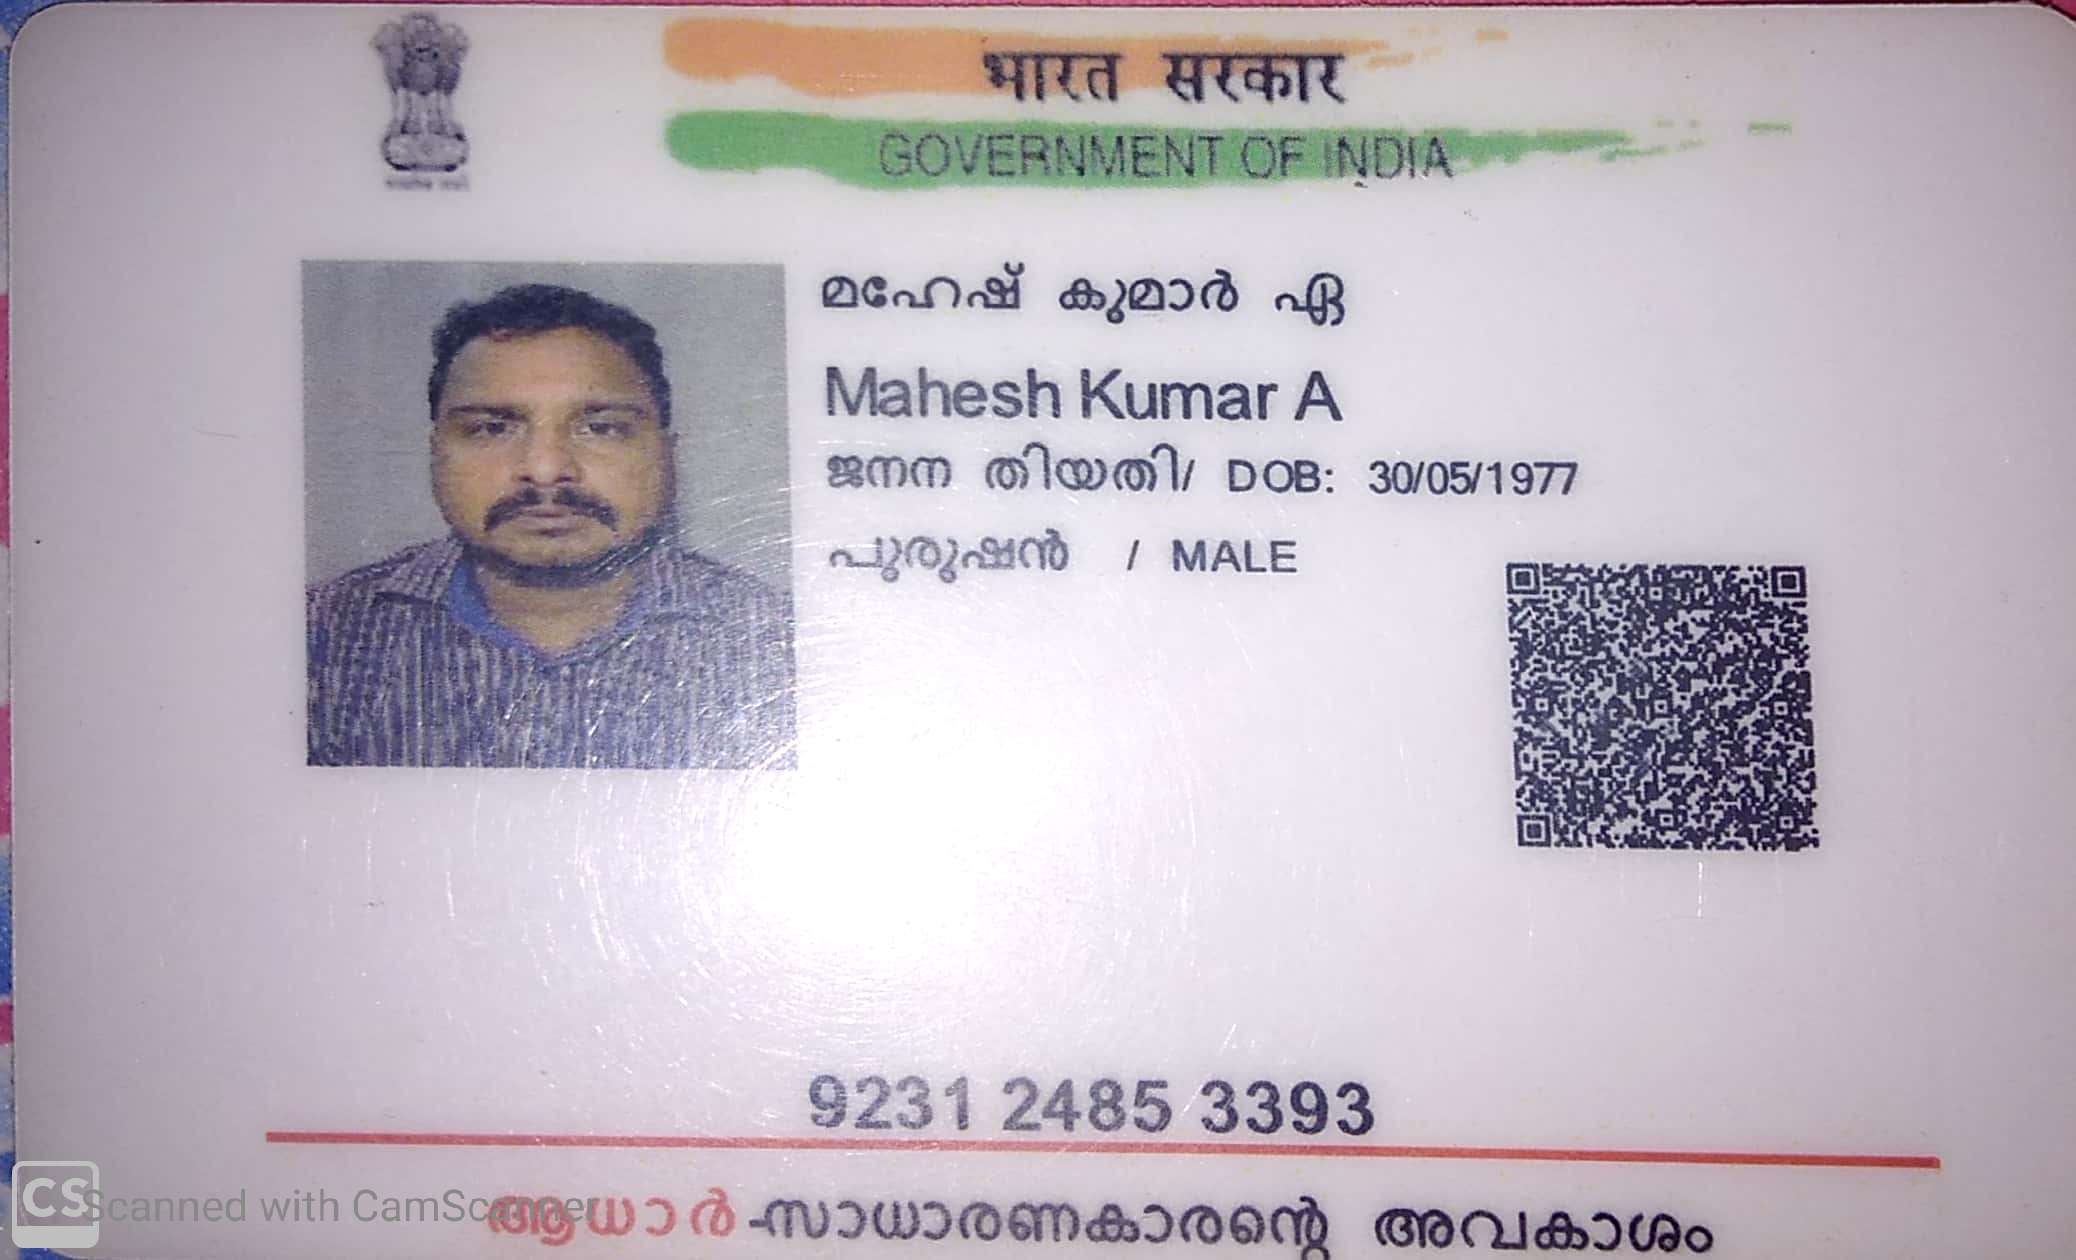 भारत सरकार
GOVERNMENT OF INDIA
മഹേഷ് കുമാർ ഏ
Mahesh Kumar A
ജനന തിയതി/ DOB: 30/05/1977
പുരുഷൻ / MALE
9231 2485 3393
ആധാർ-സാധാരണകാരന്റെ അവകാശം
CS Scanned with CamScanner